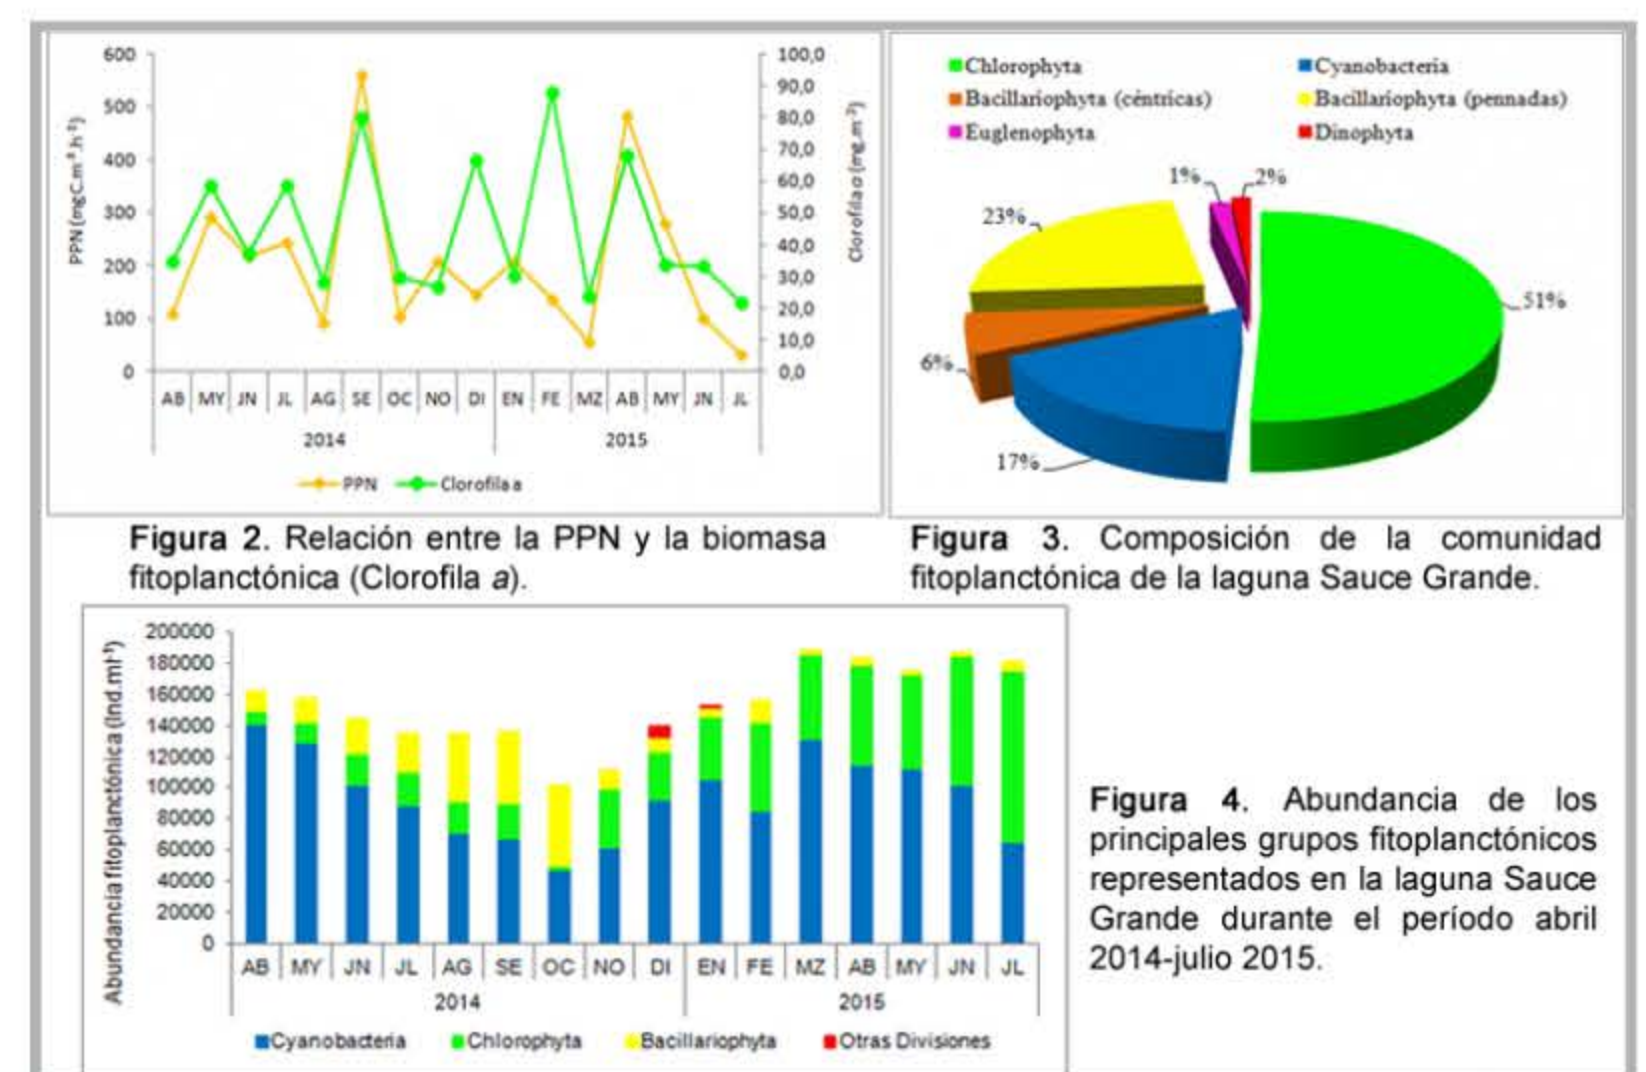 600
500
400
300
200
100
0
PPN (mgC.m⁻³.h⁻¹)
100,0
90,0
80,0
70,0
60,0
50,0
40,0
30,0
20,0
10,0
0,0
Clorofila a (mg.m⁻³)
AB MY JN JL AG SE OC NO DI EN FE MZ AB MY JN JL
2014 2015
PPN Clorofila a
Figura 2. Relación entre la PPN y la biomasa
fitoplanctónica (Clorofila a).
Chlorophyta Cyanobacteria
Bacillariophyta (céntricas) Bacillariophyta (pennadas)
Euglenophyta Dinophyta
1% 2%
23%
51%
6%
17%
Figura 3. Composición de la comunidad
fitoplanctónica de la laguna Sauce Grande.
200000
180000
160000
140000
120000
100000
80000
60000
40000
20000
0
Abundancia fitoplanctónica (Ind.ml⁻¹)
AB MY JN JL AG SE OC NO DI EN FE MZ AB MY JN JL
2014 2015
Cyanobacteria Chlorophyta Bacillariophyta Otras Divisiones
Figura 4. Abundancia de los
principales grupos fitoplanctónicos
representados en la laguna Sauce
Grande durante el período abril
2014-julio 2015.